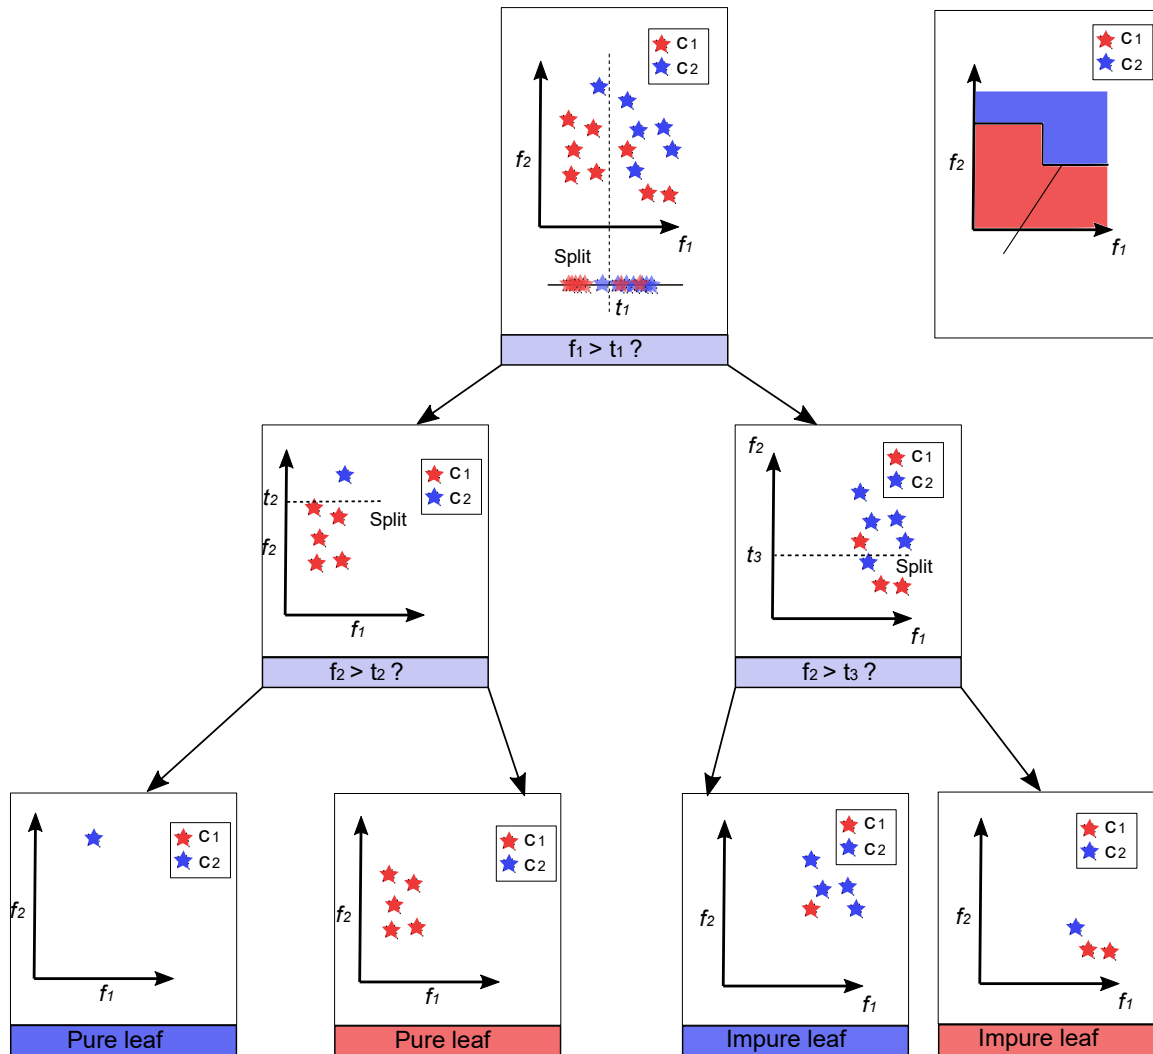 C1
C2
f2
f1
Split
t1
f1 > t1 ?
C1
C2
f2
f1
C1
C2
t2
Split
f2
f1
f2 > t2 ?
f2
C1
C2
t3
Split
f1
f2 > t3 ?
C1
C2
f2
f1
Pure leaf
C1
C2
f2
f1
Pure leaf
C1
C2
f2
f1
Impure leaf
C1
C2
f2
f1
Impure leaf